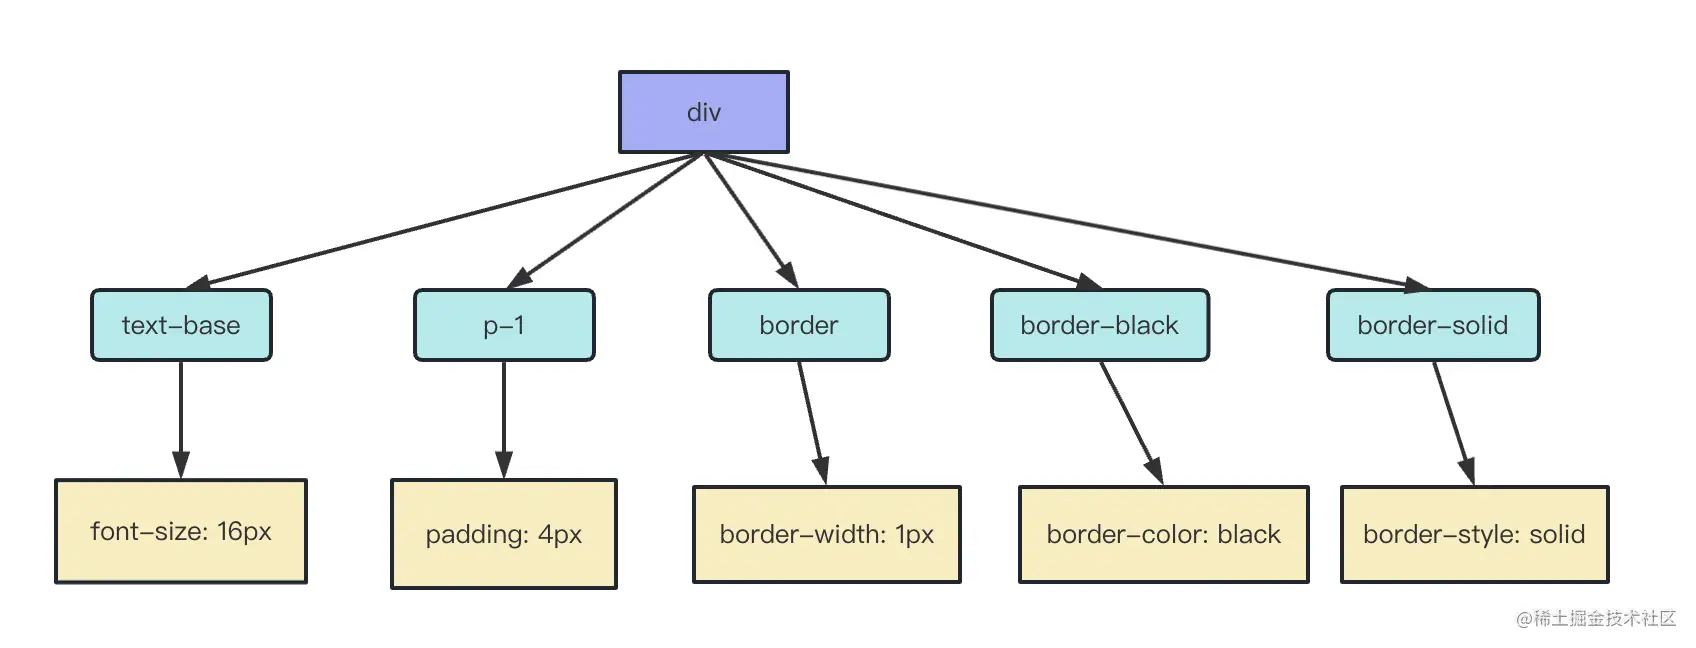 div
text-base
p-1
border
border-black
border-solid
font-size: 16px
padding: 4px
border-width: 1px
border-color: black
border-style: solid
@稀土掘金技术社区